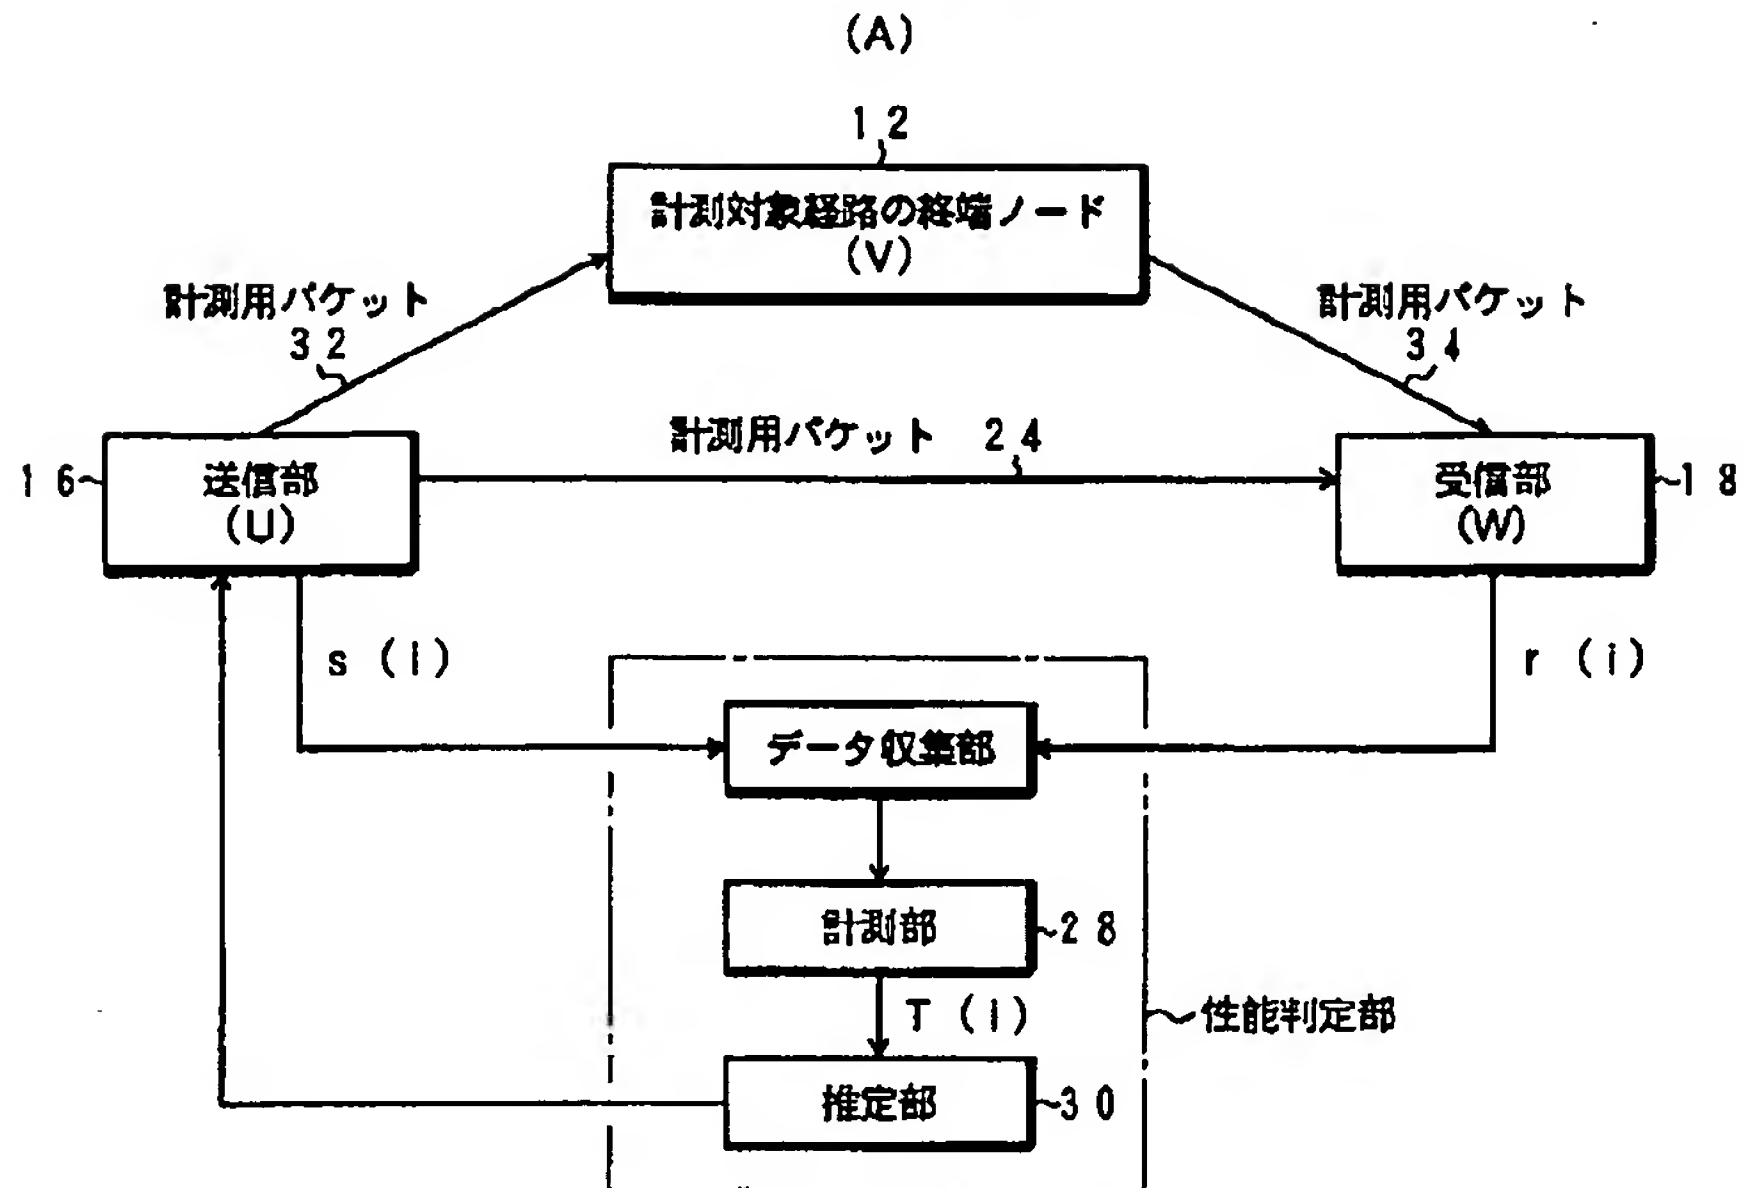 (A)
12
計測対象経路の終端ノード
(V)
計測用パケット
32
計測用パケット
34
計測用パケット 24
16
送信部
(U)
受信部
(W)
18
s (i)
r (i)
データ収集部
計測部
28
T (i)
性能判定部
推定部
30